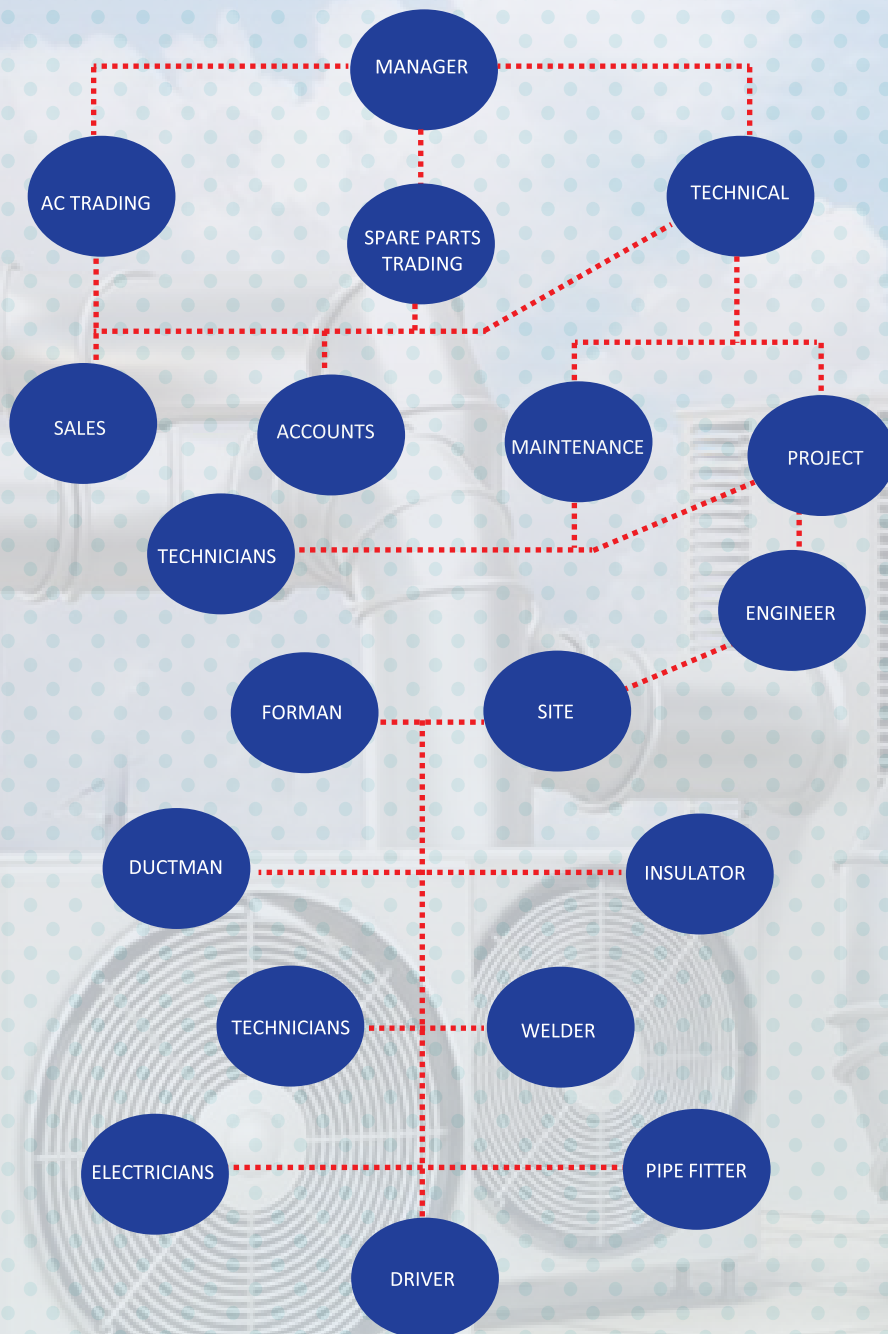 MANAGER
AC TRADING
SPARE PARTS
TRADING
TECHNICAL
SALES
ACCOUNTS
MAINTENANCE
PROJECT
TECHNICIANS
ENGINEER
FORMAN
SITE
DUCTMAN
INSULATOR
TECHNICIANS
WELDER
ELECTRICIANS
PIPE FITTER
DRIVER